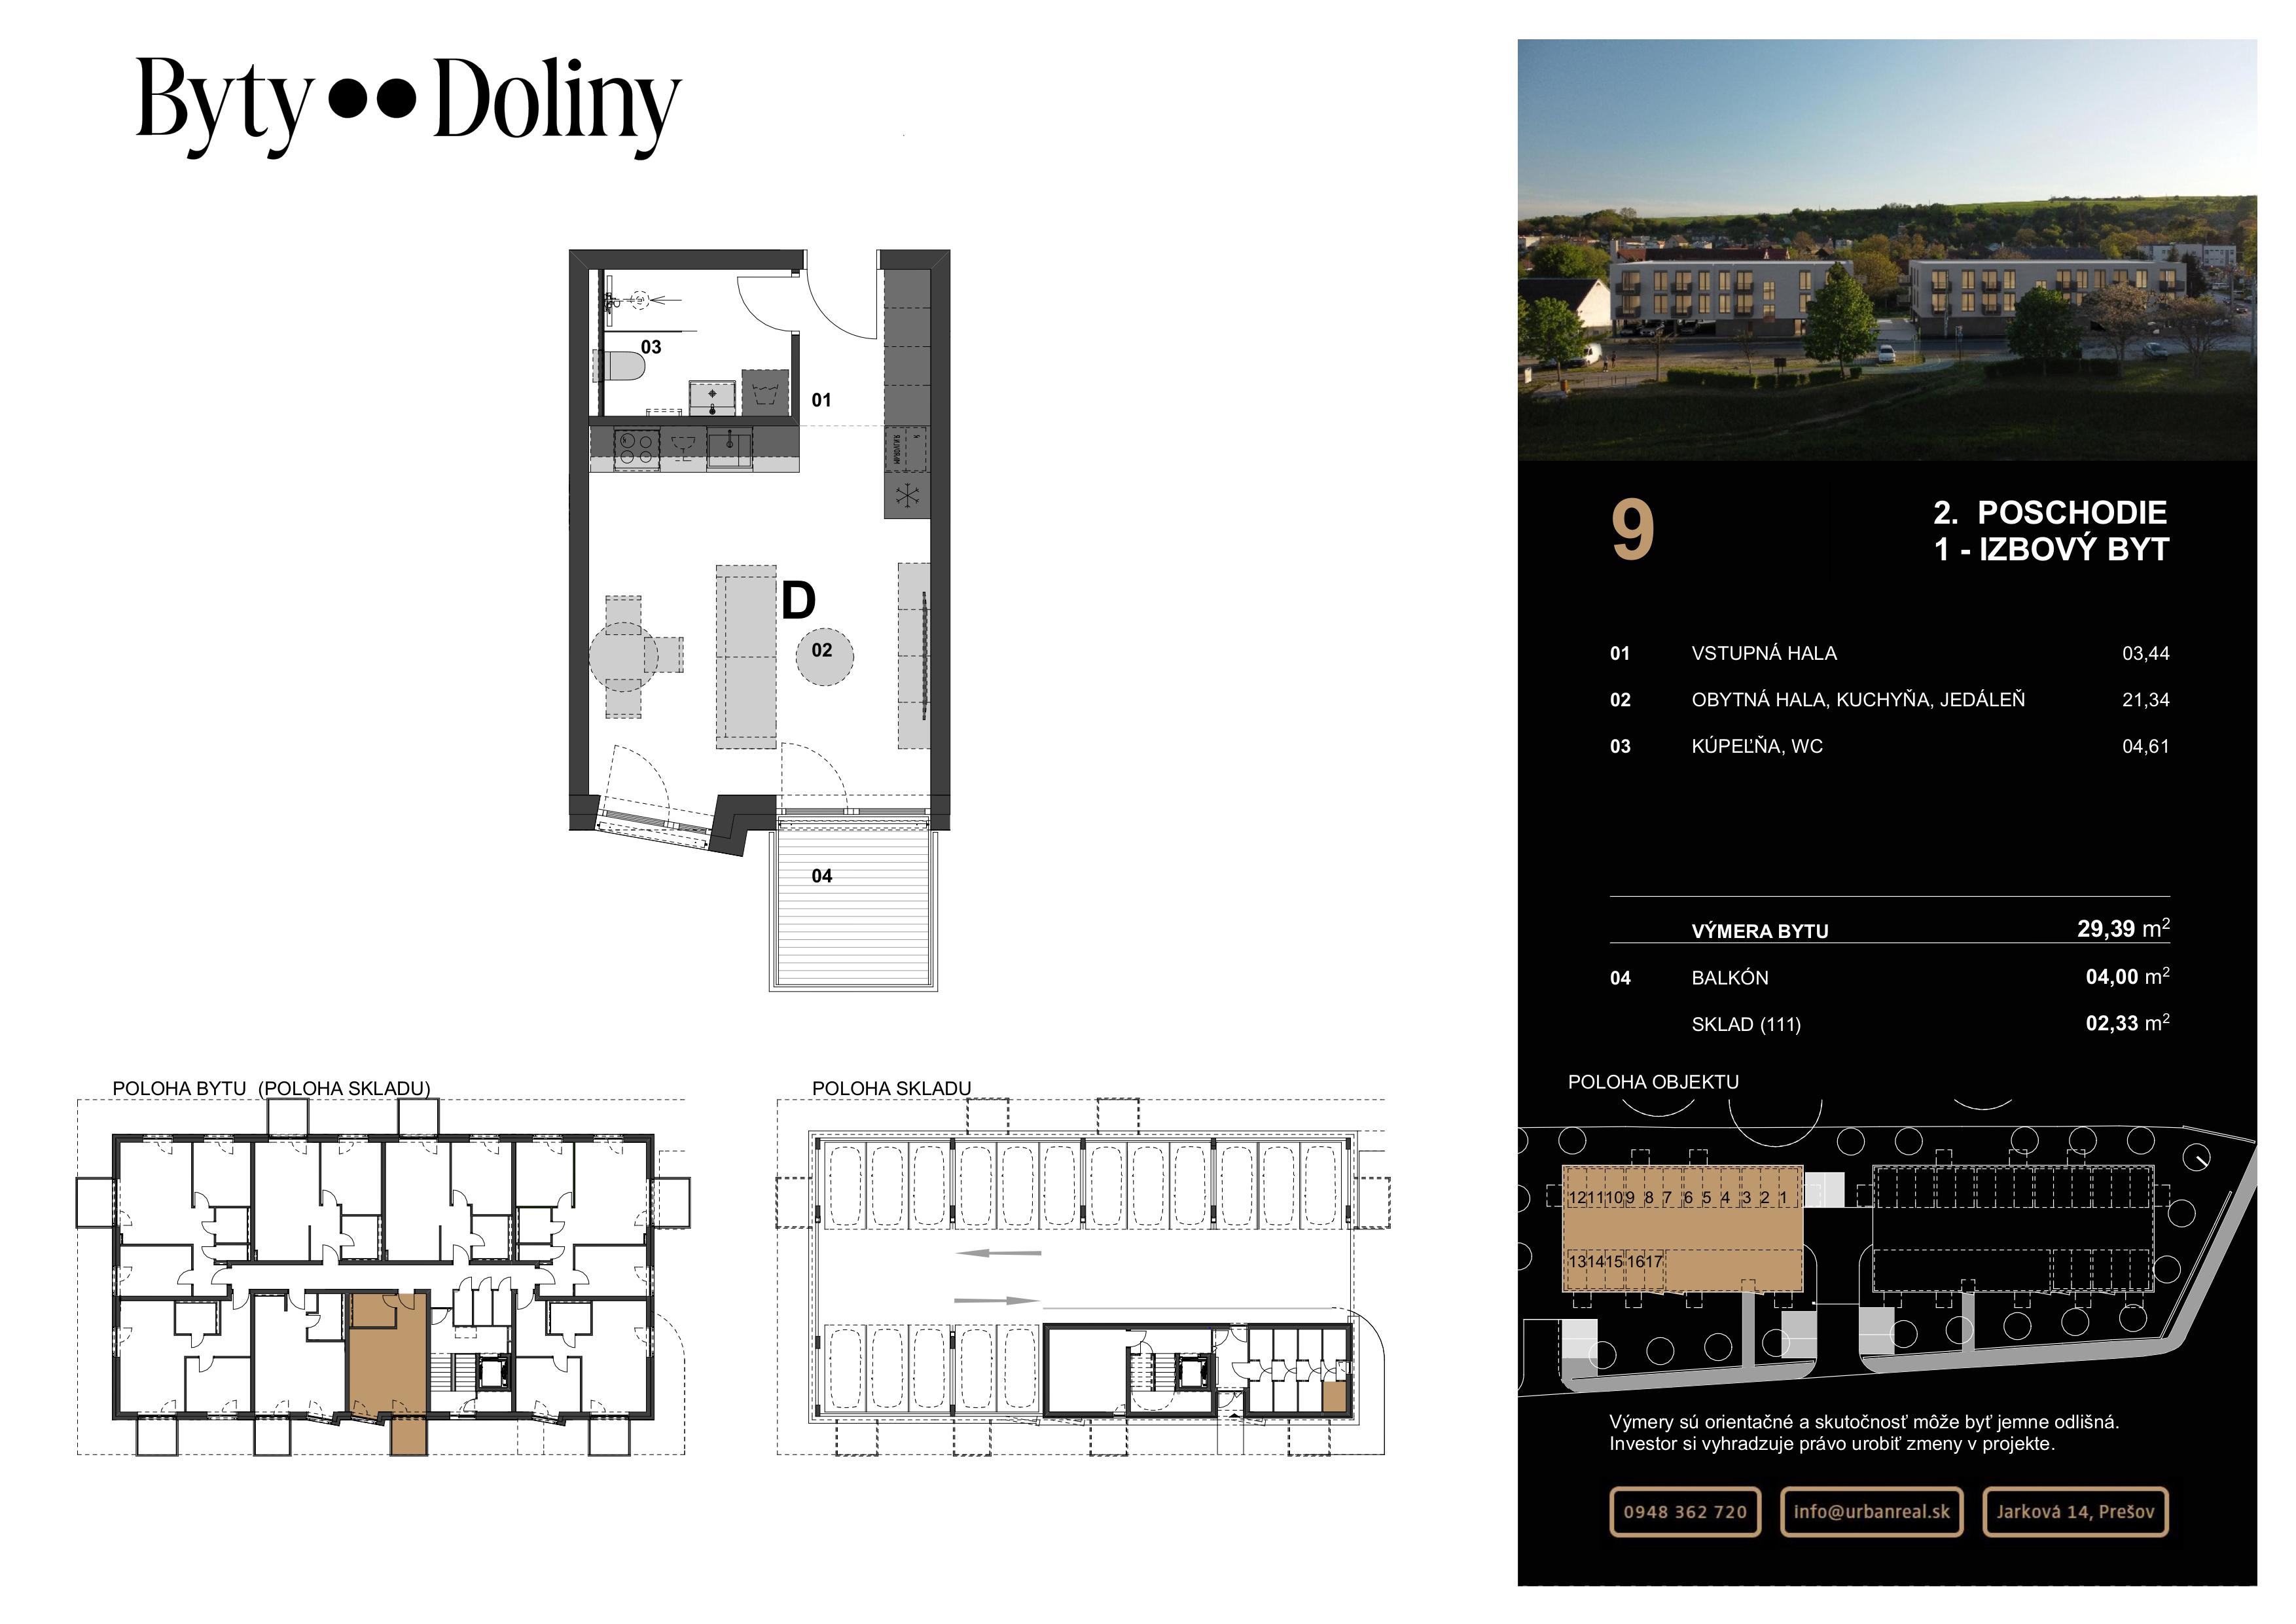 Byty Doliny
03
01
D
02
04
9
2. POSCHODIE
1 - IZBOVÝ BYT
01 VSTUPNÁ HALA 03,44
02 OBYTNÁ HALA, KUCHYŇA, JEDÁLEŇ 21,34
03 KÚPEĽŇA, WC 04,61
VÝMERA BYTU 29,39 m²
04 BALKÓN 04,00 m²
SKLAD (111) 02,33 m²
POLOHA BYTU (POLOHA SKLADU)
POLOHA SKLADU
POLOHA OBJEKTU
12 11 10 9 8 7 6 5 4 3 2 1
13 14 15 16 17
Výmery sú orientačné a skutočnosť môže byť jemne odlišná.
Investor si vyhradzuje právo urobiť zmeny v projekte.
0948 362 720
info@urbanreal.sk
Jarková 14, Prešov